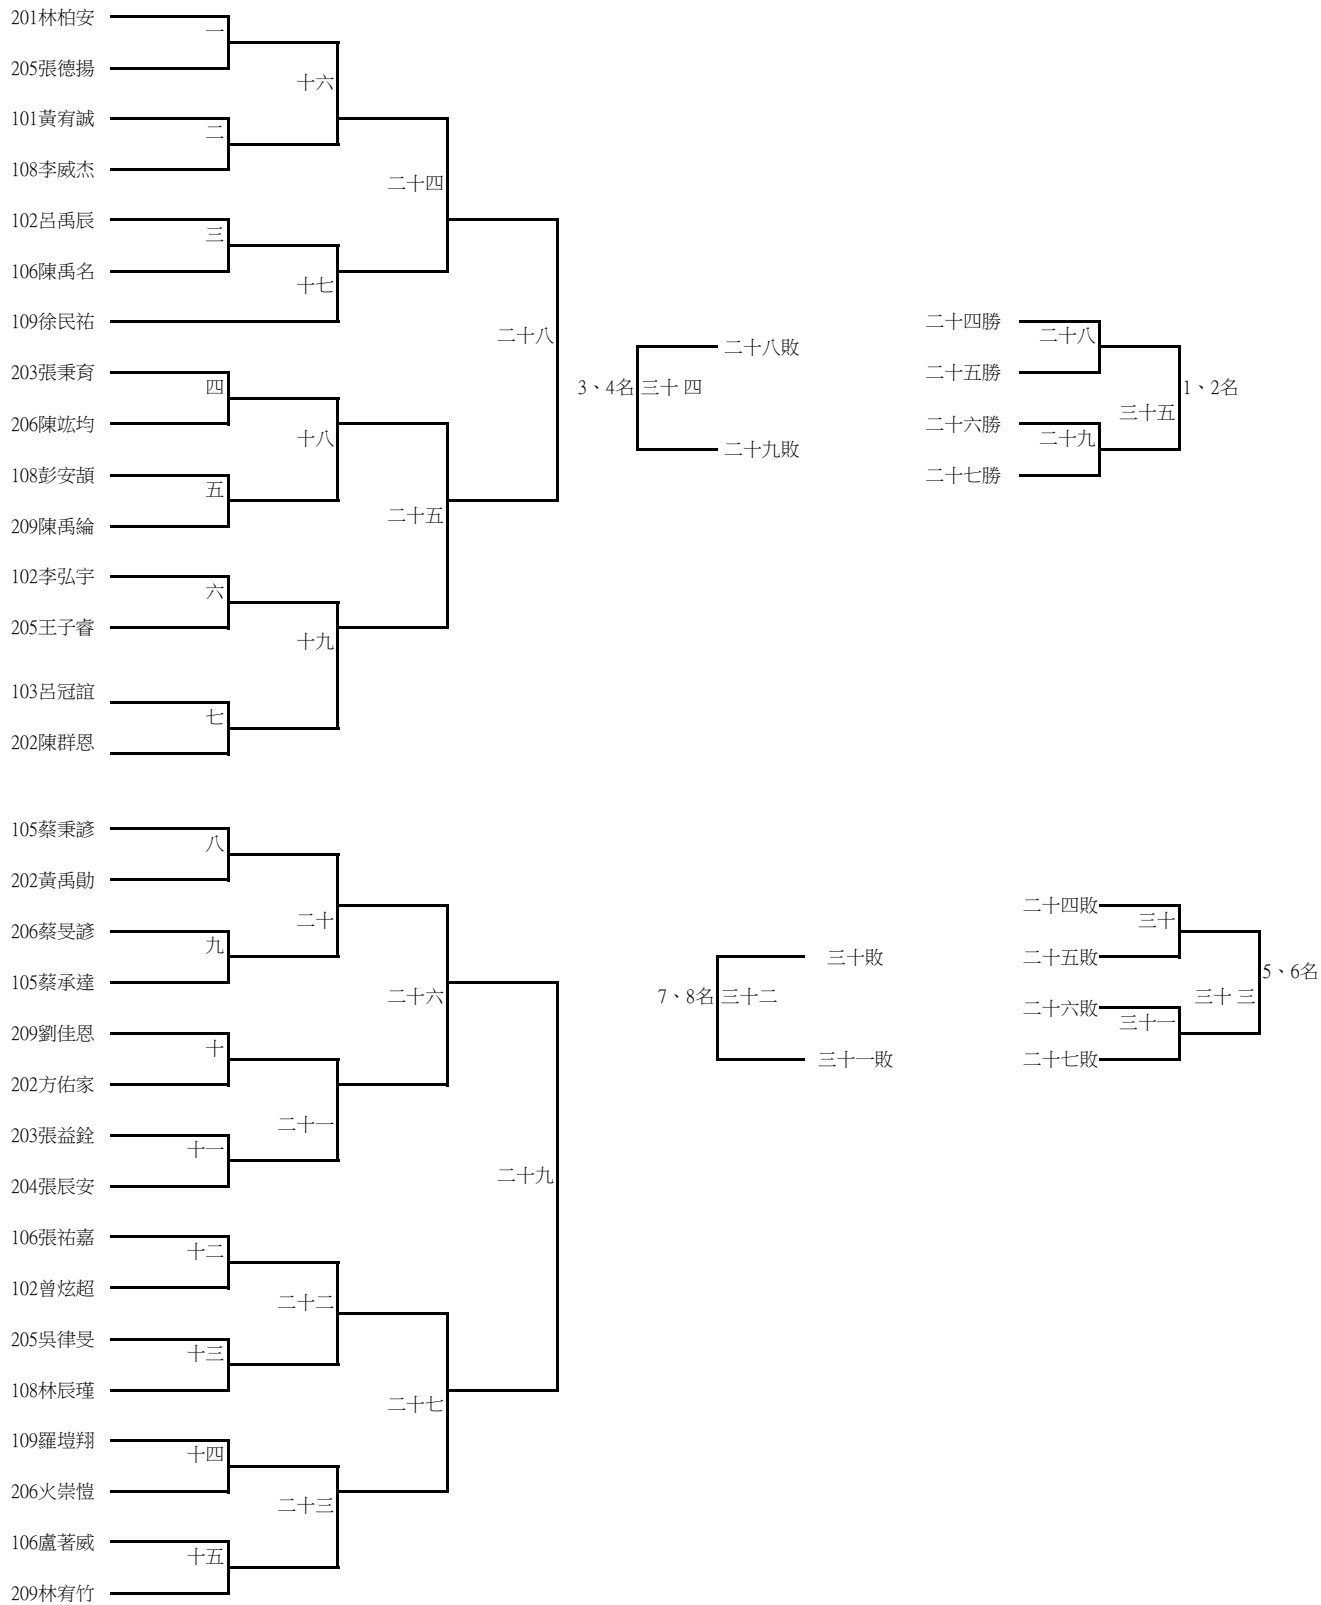 201林柏安
一
205張德揚
十六
101黃宥誠
二
108李威杰
二十四
102呂禹辰
三
106陳禹名
十七
109徐民祐
二十八
203張秉育
四
206陳竑均
十八
108彭安頡
五
209陳禹綸
二十五
102李弘宇
六
205王子睿
十九
103呂冠誼
七
202陳群恩
二十八敗
3、4名 三十 四
二十九敗
二十四勝
二十八
二十五勝
1、2名
三十五
二十六勝
二十九
二十七勝
105蔡秉諺
八
202黃禹勛
二十
206蔡旻諺
九
105蔡承達
二十六
209劉佳恩
十
202方佑家
二十一
203張益銓
十一
204張辰安
二十九
106張祐嘉
十二
102曾炫超
二十二
205吳律旻
十三
108林辰瑾
二十七
109羅塏翔
十四
206火崇愷
二十三
106盧著威
十五
209林宥竹
三十敗
7、8名 三十二
三十一敗
二十四敗
三十
二十五敗
5、6名
三十 三
二十六敗
三十一
二十七敗